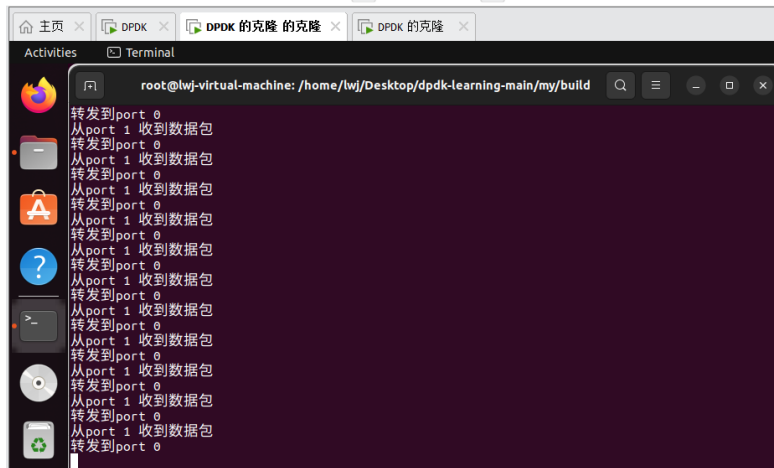 主页
DPDK
DPDK 的克隆 的克隆
DPDK 的克隆
Activities
Terminal
root@lwj-virtual-machine: /home/lwj/Desktop/dpdk-learning-main/my/build
转发到port 0
从port 1 收到数据包
转发到port 0
从port 1 收到数据包
转发到port 0
从port 1 收到数据包
转发到port 0
从port 1 收到数据包
转发到port 0
从port 1 收到数据包
转发到port 0
从port 1 收到数据包
转发到port 0
从port 1 收到数据包
转发到port 0
从port 1 收到数据包
转发到port 0
从port 1 收到数据包
转发到port 0
从port 1 收到数据包
转发到port 0
从port 1 收到数据包
转发到port 0